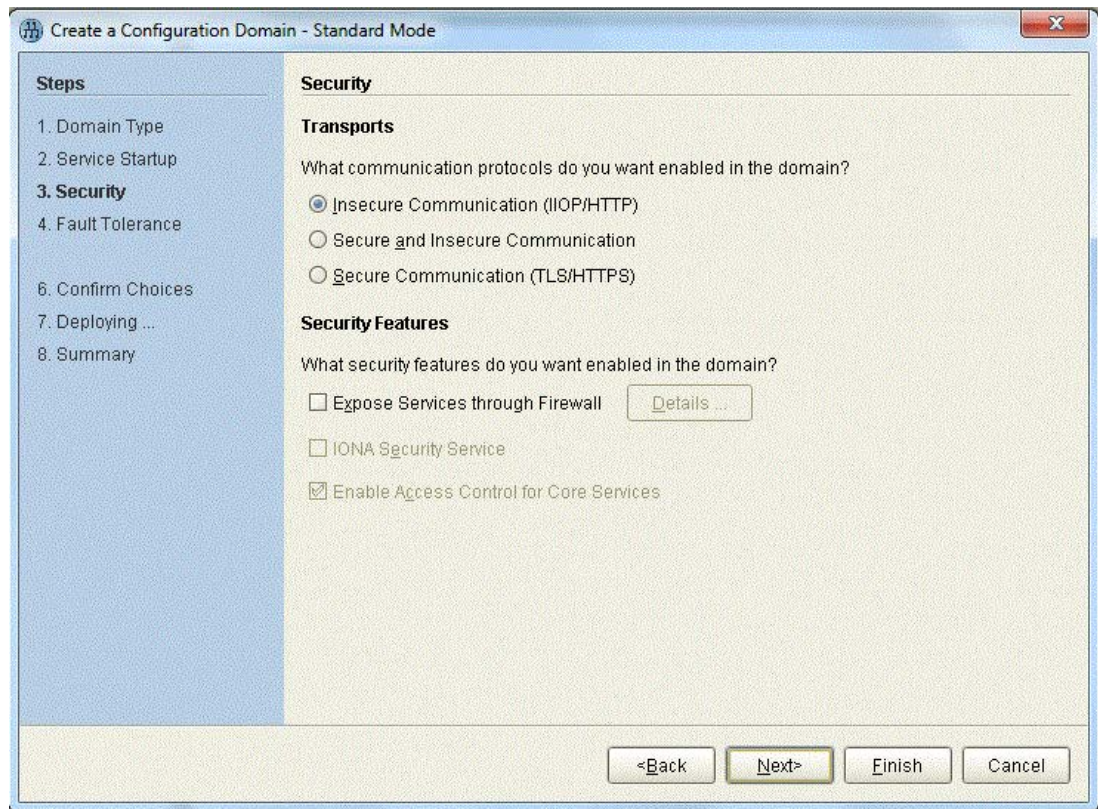 Create a Configuration Domain - Standard Mode
Steps
1. Domain Type
2. Service Startup
3. Security
4. Fault Tolerance
6. Confirm Choices
7. Deploying ...
8. Summary
Security
Transports
What communication protocols do you want enabled in the domain?
Insecure Communication (IIOP/HTTP)
Secure and Insecure Communication
Secure Communication (TLS/HTTPS)
Security Features
What security features do you want enabled in the domain?
Expose Services through Firewall Details ...
IONA Security Service
Enable Access Control for Core Services
<Back Next> Finish Cancel